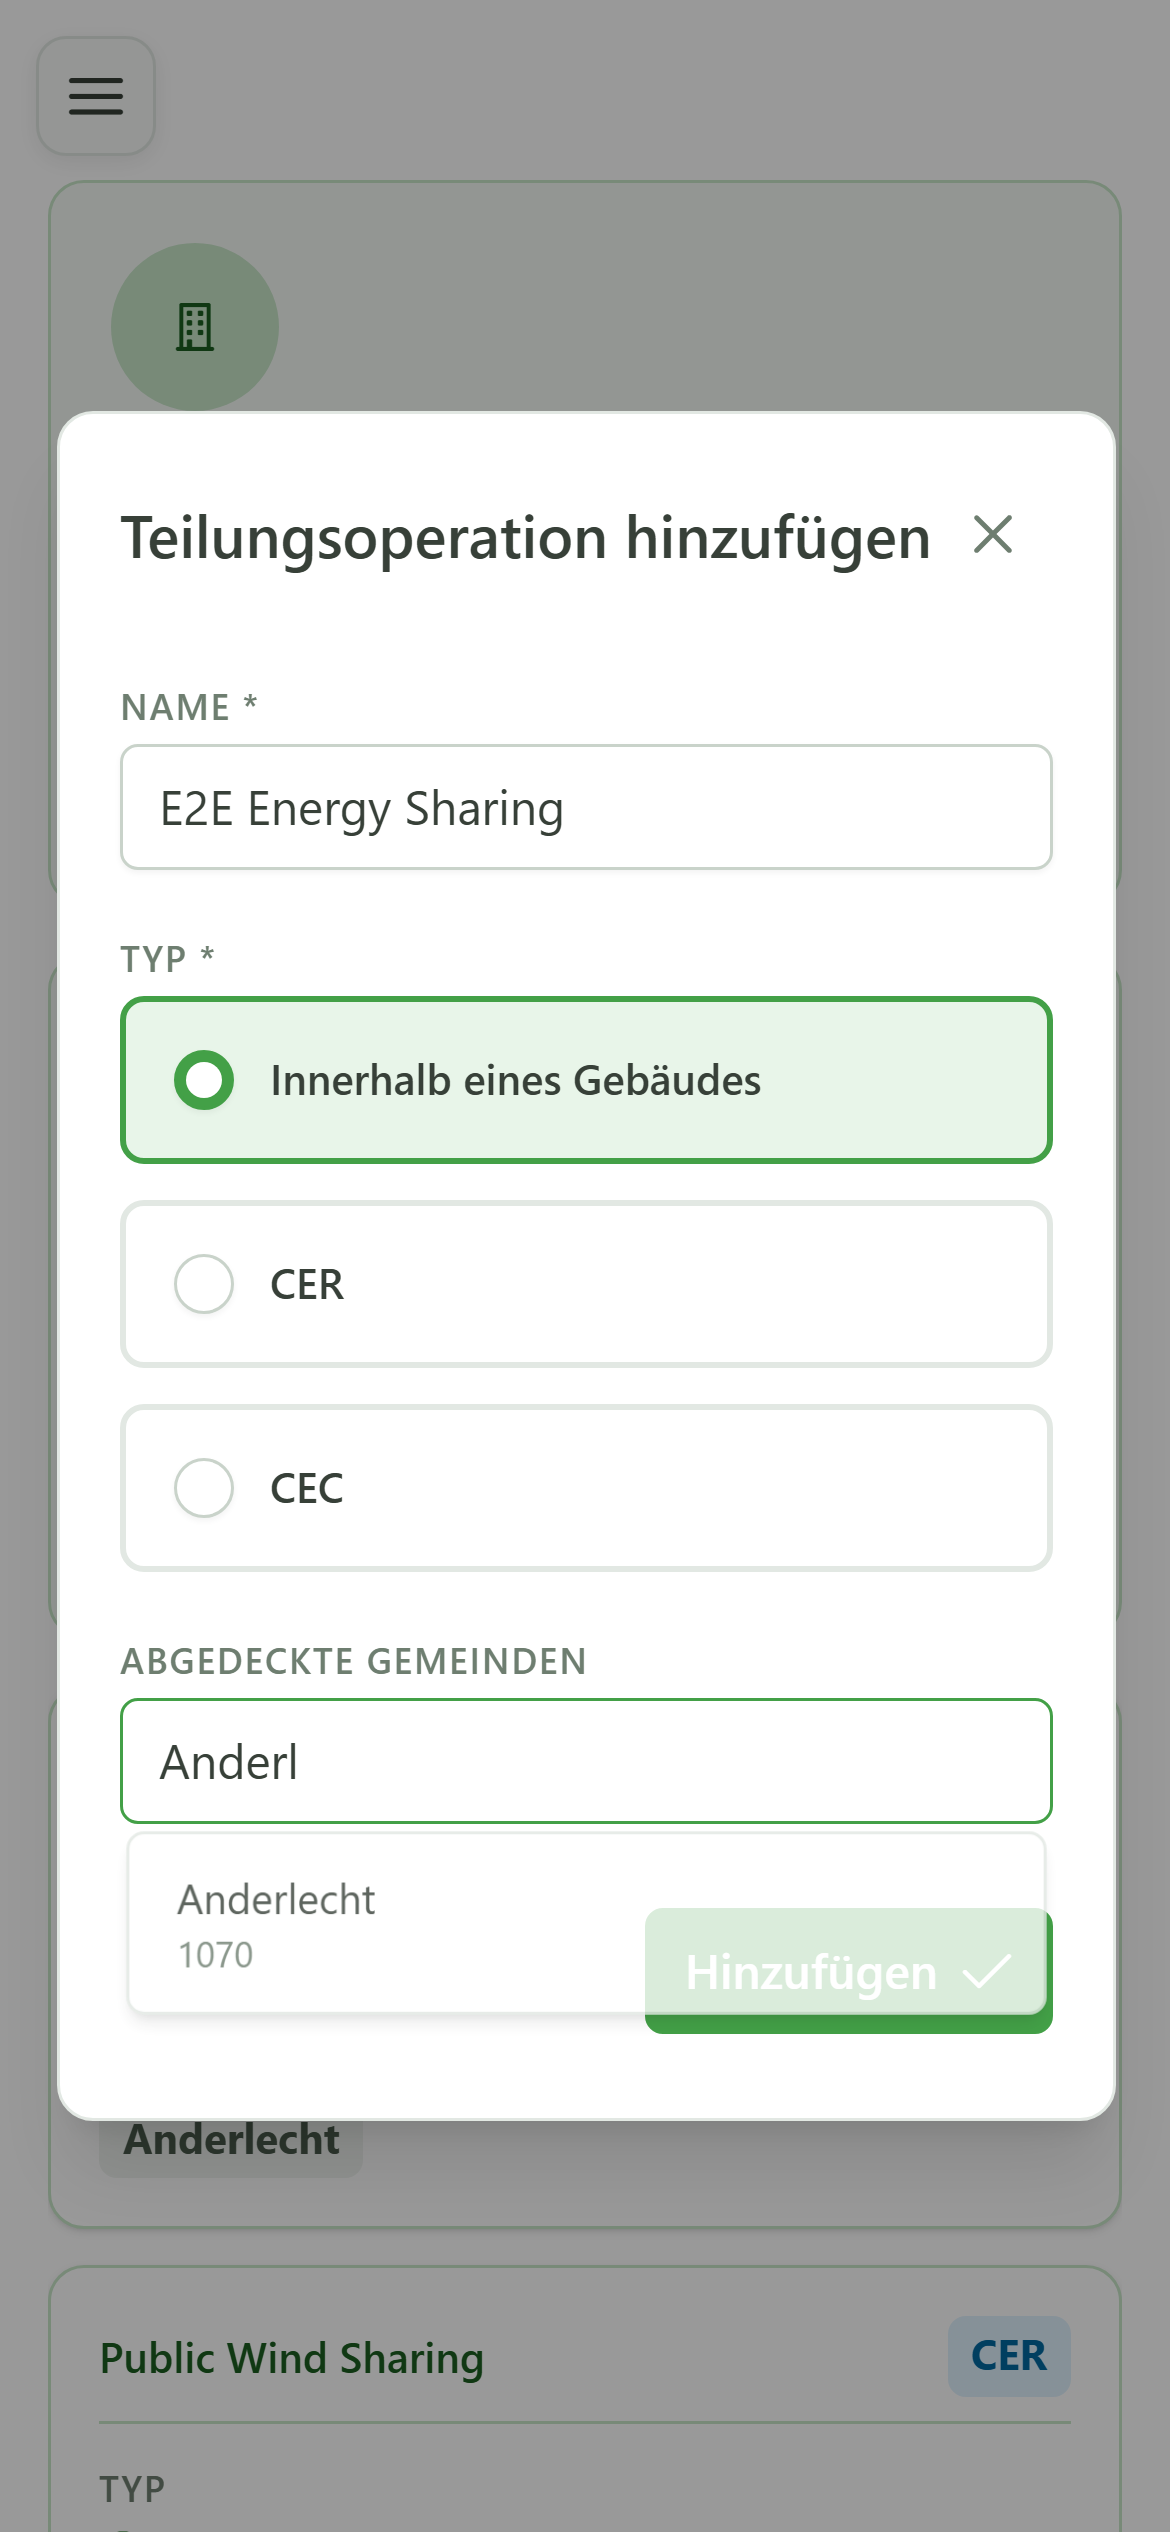 Teilungsoperation hinzufügen
NAME *
E2E Energy Sharing
TYP *
Innerhalb eines Gebäudes
CER
CEC
ABGEDECKTE GEMEINDEN
Anderl
Anderlecht
1070
Hinzufügen
Anderlecht
Public Wind Sharing
CER
TYP